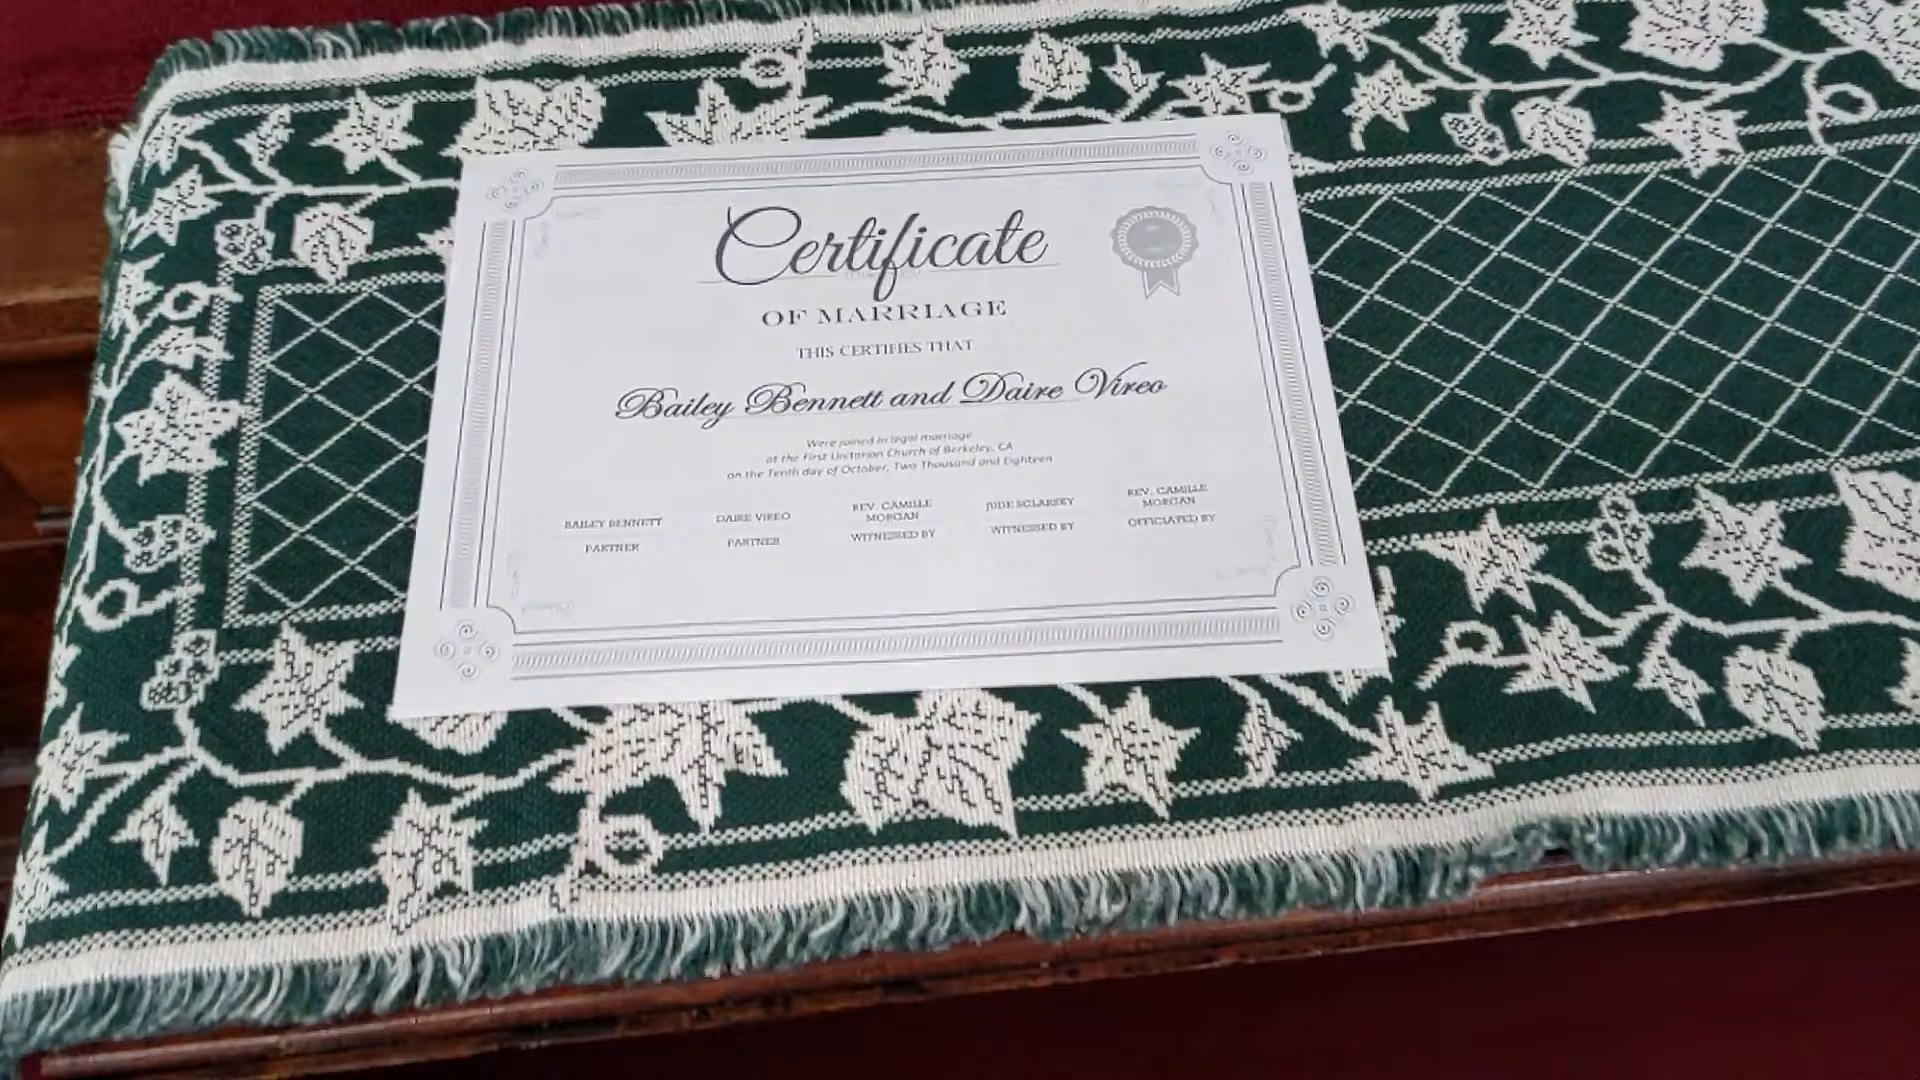 Certificate
OF MARRIAGE
THIS CERTIFIES THAT
Bailey Bennett and Daire Vireo
Were joined in legal marriage
at the First Unitarian Church of Berkeley, CA
on the Tenth day of October, Two Thousand and Eighteen
BAILEY BENNETT
PARTNER
DAIRE VIREO
PARTNER
REV. CAMILLE
MORGAN
WITNESSED BY
JUDE SCLARSKY
WITNESSED BY
REV. CAMILLE
MORGAN
OFFICIATED BY